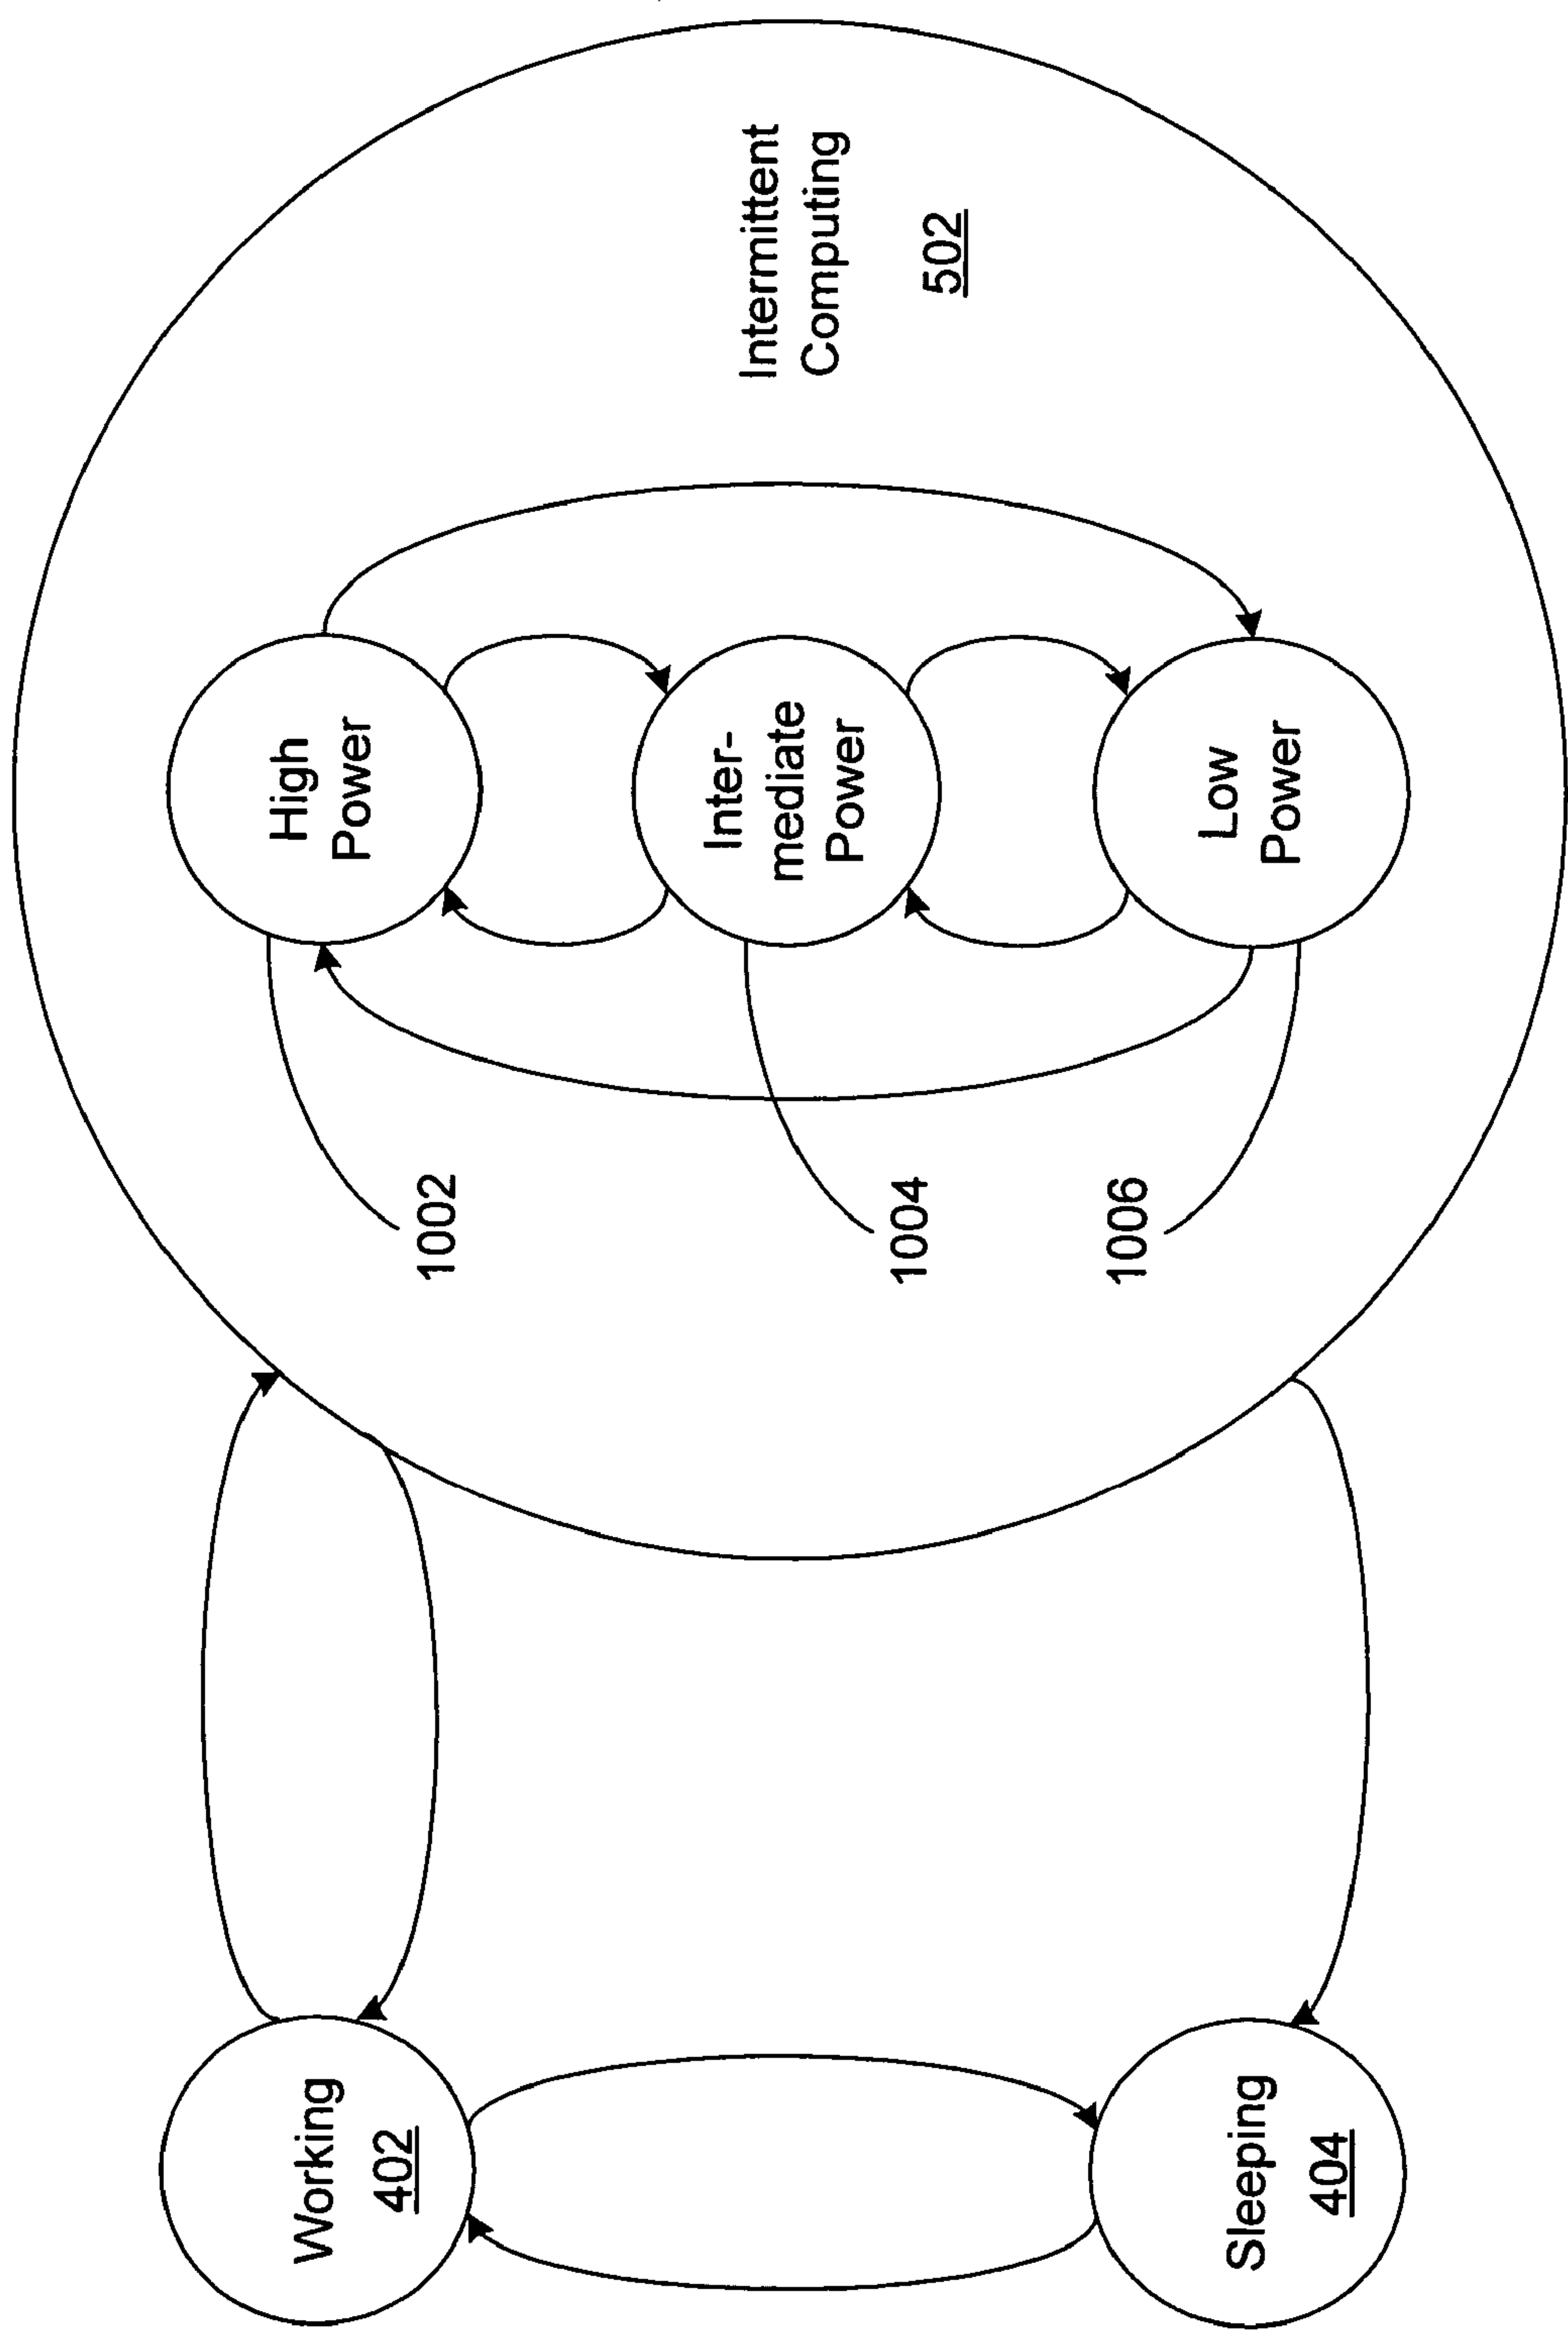 Working
402
Sleeping
404
1002
1004
1006
High
Power
Inter-
mediate
Power
Low
Power
Intermittent
Computing
502